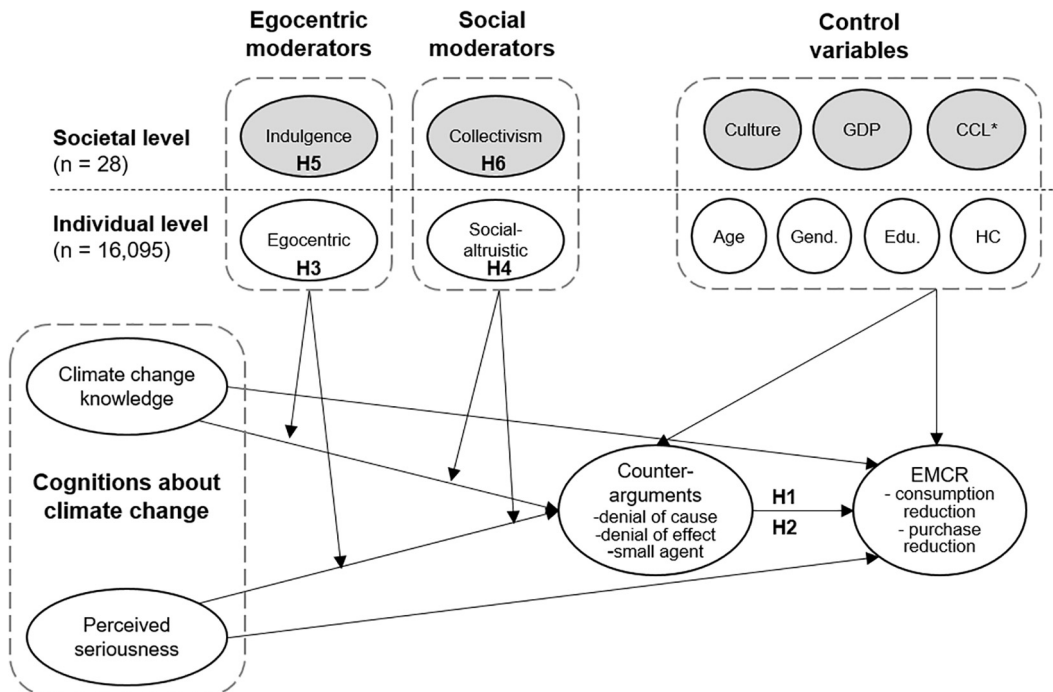 Egocentric
moderators
Social
moderators
Control
variables
Societal level
(n = 28)
Indulgence
H5
Collectivism
H6
Culture
GDP
CCL*
Individual level
(n = 16,095)
Egocentric
H3
Social-
altruistic
H4
Age
Gend.
Edu.
HC
Climate change
knowledge
Cognitions about
climate change
Perceived
seriousness
Counter-
arguments
-denial of cause
-denial of effect
-small agent
H1
H2
EMCR
- consumption
reduction
- purchase
reduction